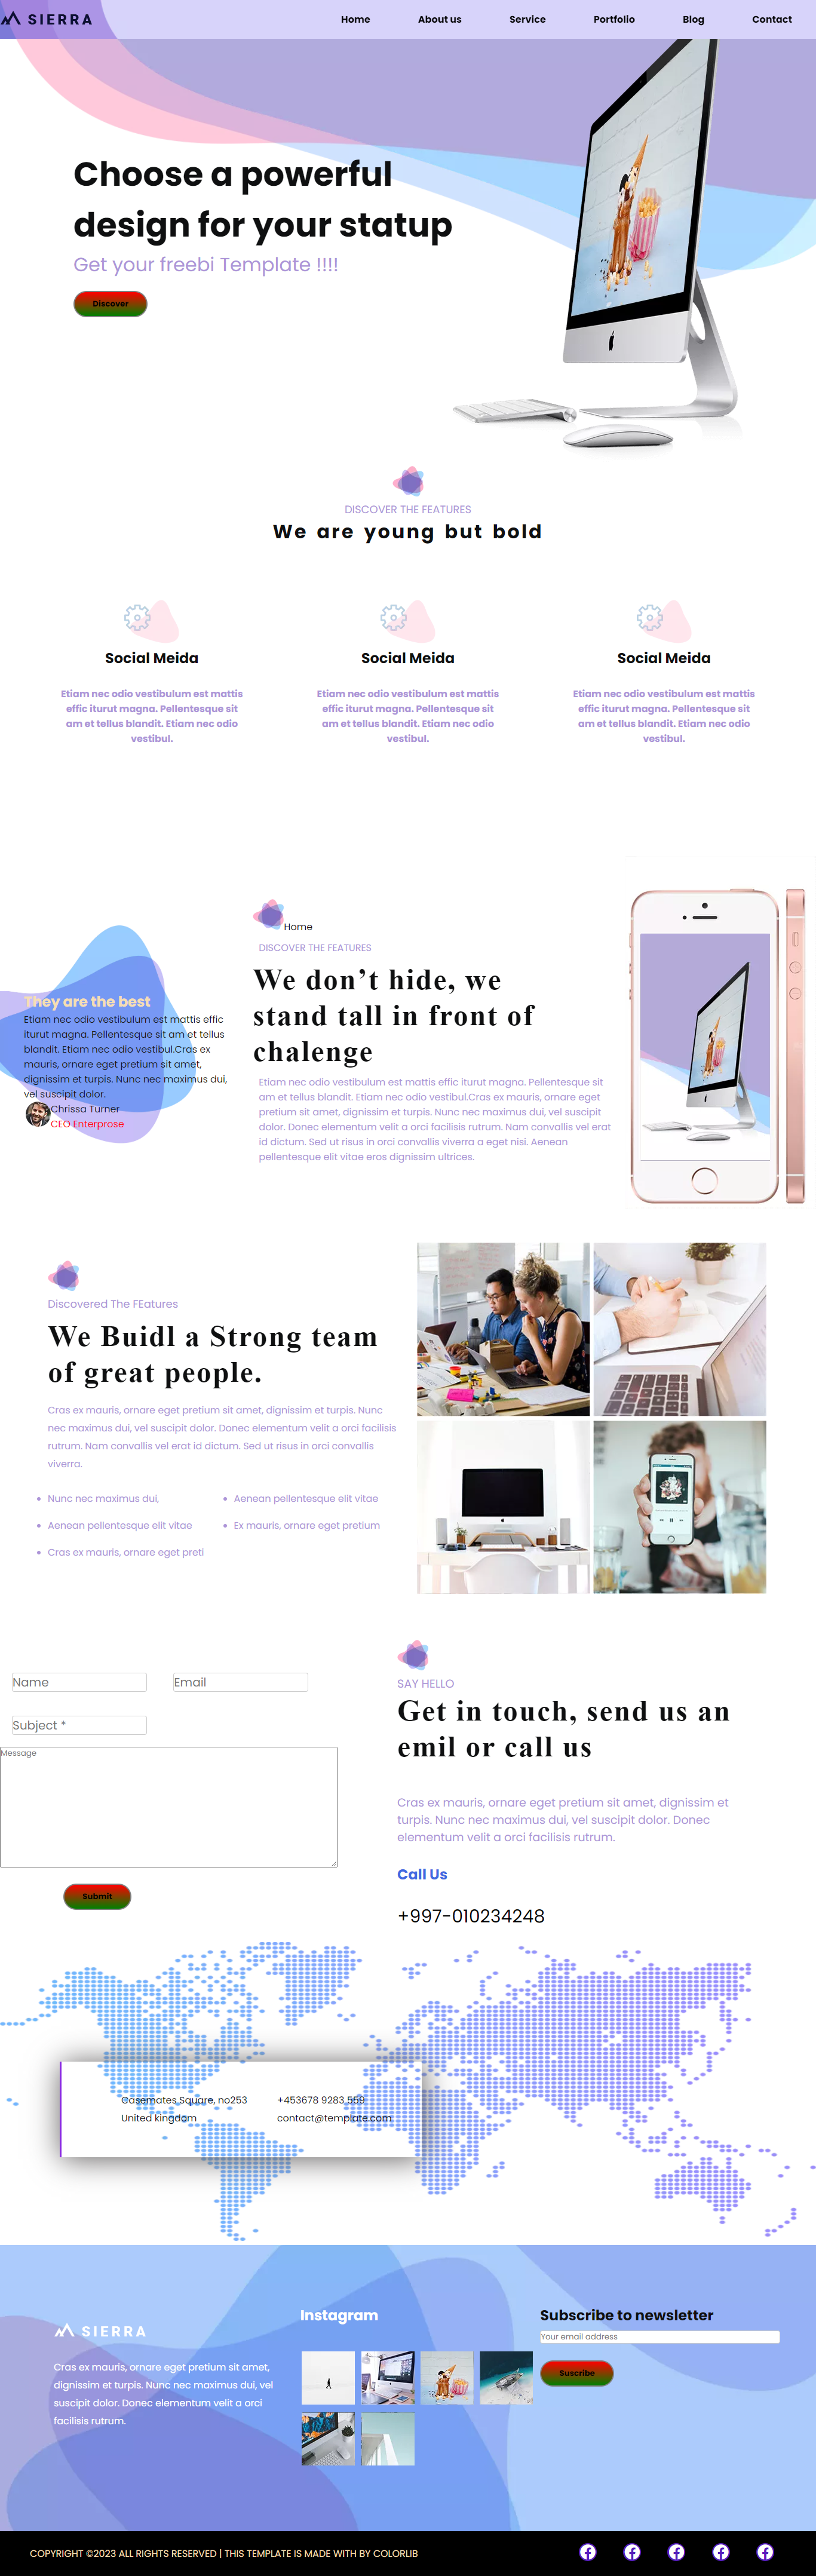 SIERRA
Home
About us
Service
Portfolio
Blog
Contact
Choose a powerful
design for your statup
Get your freebi Template !!!!
Discover
DISCOVER THE FEATURES
We are young but bold
Social Meida
Etiam nec odio vestibulum est mattis
effic iturut magna. Pellentesque sit
am et tellus blandit. Etiam nec odio
vestibul.
Social Meida
Etiam nec odio vestibulum est mattis
effic iturut magna. Pellentesque sit
am et tellus blandit. Etiam nec odio
vestibul.
Social Meida
Etiam nec odio vestibulum est mattis
effic iturut magna. Pellentesque sit
am et tellus blandit. Etiam nec odio
vestibul.
They are the best
Etiam nec odio vestibulum est mattis effic
iturut magna. Pellentesque sit am et tellus
blandit. Etiam nec odio vestibul.Cras ex
mauris, ornare eget pretium sit amet,
dignissim et turpis. Nunc nec maximus dui,
vel suscipit dolor.
Chrissa Turner
CEO Enterprose
Home
DISCOVER THE FEATURES
We don’t hide, we
stand tall in front of
chalenge
Etiam nec odio vestibulum est mattis effic iturut magna. Pellentesque sit
am et tellus blandit. Etiam nec odio vestibul.Cras ex mauris, ornare eget
pretium sit amet, dignissim et turpis. Nunc nec maximus dui, vel suscipit
dolor. Donec elementum velit a orci facilisis rutrum. Nam convallis vel erat
id dictum. Sed ut risus in orci convallis viverra a eget nisi. Aenean
pellentesque elit vitae eros dignissim ultrices.
Discovered The FEatures
We Buidl a Strong team
of great people.
Cras ex mauris, ornare eget pretium sit amet, dignissim et turpis. Nunc
nec maximus dui, vel suscipit dolor. Donec elementum velit a orci facilisis
rutrum. Nam convallis vel erat id dictum. Sed ut risus in orci convallis
viverra.
• Nunc nec maximus dui,
• Aenean pellentesque elit vitae
• Cras ex mauris, ornare eget preti
• Aenean pellentesque elit vitae
• Ex mauris, ornare eget pretium
Name
Email
Subject *
Message
Submit
SAY HELLO
Get in touch, send us an
emil or call us
Cras ex mauris, ornare eget pretium sit amet, dignissim et
turpis. Nunc nec maximus dui, vel suscipit dolor. Donec
elementum velit a orci facilisis rutrum.
Call Us
+997-010234248
Casemates Square, no253
United kingdom
+453678 9283 559
contact@template.com
SIERRA
Cras ex mauris, ornare eget pretium sit amet,
dignissim et turpis. Nunc nec maximus dui, vel
suscipit dolor. Donec elementum velit a orci
facilisis rutrum.
Instagram
Subscribe to newsletter
Your email address
Suscribe
COPYRIGHT ©2023 ALL RIGHTS RESERVED | THIS TEMPLATE IS MADE WITH BY COLORLIB